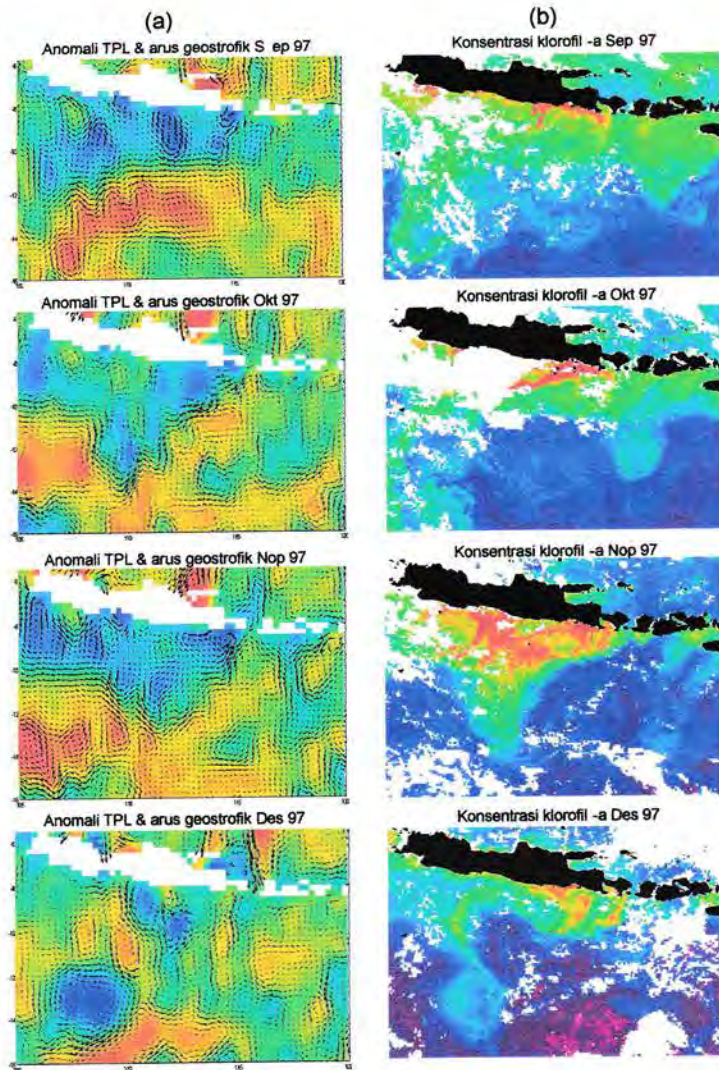 (a)
(b)
Anomali TPL & arus geostrofik S ep 97
Konsentrasi klorofil -a Sep 97
Anomali TPL & arus geostrofik Okt 97
Konsentrasi klorofil -a Okt 97
Anomali TPL & arus geostrofik Nop 97
Konsentrasi klorofil -a Nop 97
Anomali TPL & arus geostrofik Des 97
Konsentrasi klorofil -a Des 97